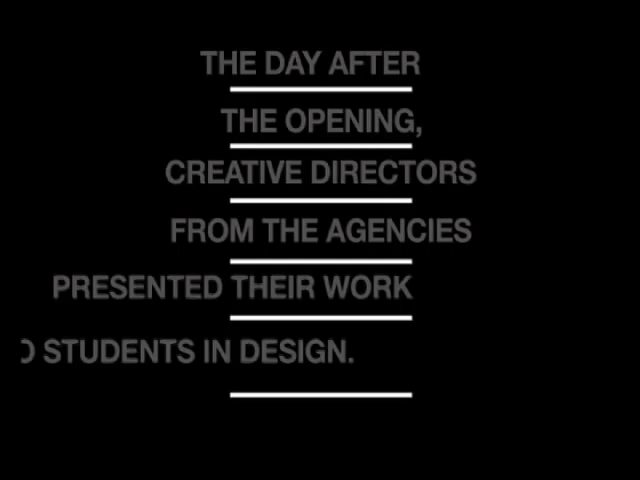 THE DAY AFTER
THE OPENING,
CREATIVE DIRECTORS
FROM THE AGENCIES
PRESENTED THEIR WORK
STUDENTS IN DESIGN.